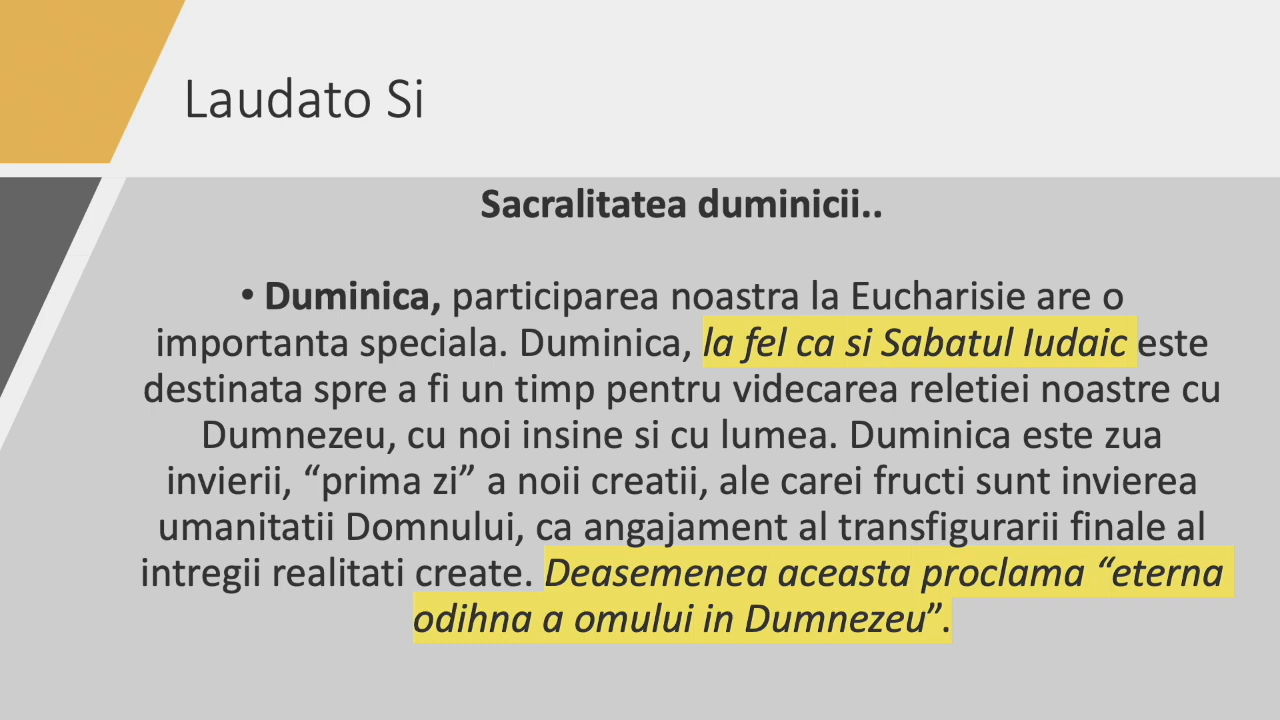 Laudato Si
Sacralitatea duminicii..
• Duminica, participarea noastra la Eucharisie are o
importanta speciala. Duminica, la fel ca si Sabatul Iudaic este
destinata spre a fi un timp pentru videcarea reletiei noastre cu
Dumnezeu, cu noi insine si cu lumea. Duminica este zua
invierii, “prima zi” a noii creatii, ale carei fructi sunt invierea
umanitatii Domnului, ca angajament al transfigurarii finale al
intregii realitati create. Deasemenea aceasta proclama “eterna
odihna a omului in Dumnezeu”.